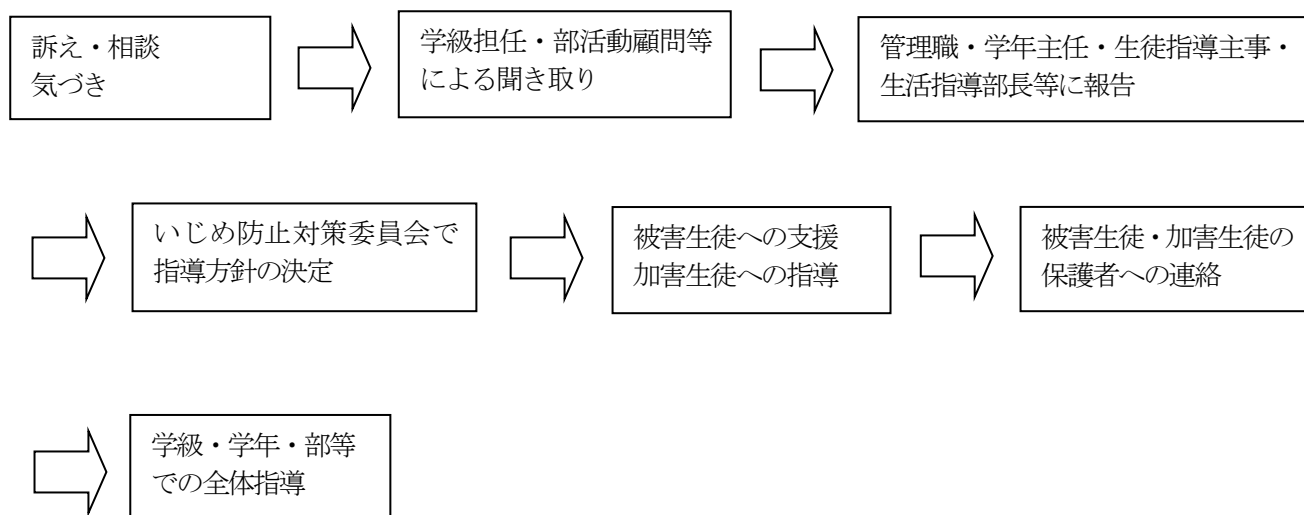 訴え・相談
気づき
学級担任・部活動顧問等
による聞き取り
管理職・学年主任・生徒指導主事・
生活指導部長等に報告
いじめ防止対策委員会で
指導方針の決定
被害生徒への支援
加害生徒への指導
被害生徒・加害生徒の
保護者への連絡
学級・学年・部等
での全体指導